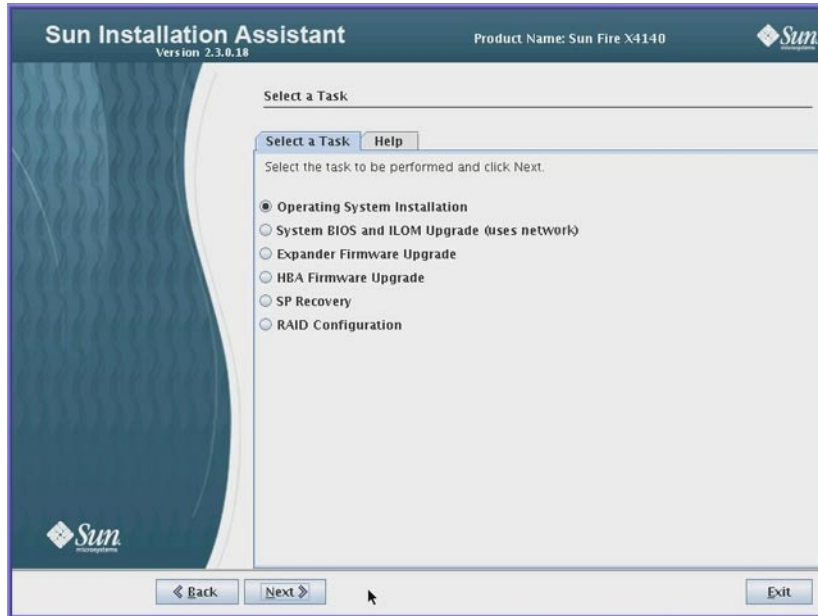 Sun Installation Assistant
Version 2.3.0.18
Product Name: Sun Fire X4140
Sun
microsystems
Select a Task
Select a Task
Help
Select the task to be performed and click Next.
Operating System Installation
System BIOS and ILOM Upgrade (uses network)
Expander Firmware Upgrade
HBA Firmware Upgrade
SP Recovery
RAID Configuration
Sun
microsystems
Back
Next
Exit